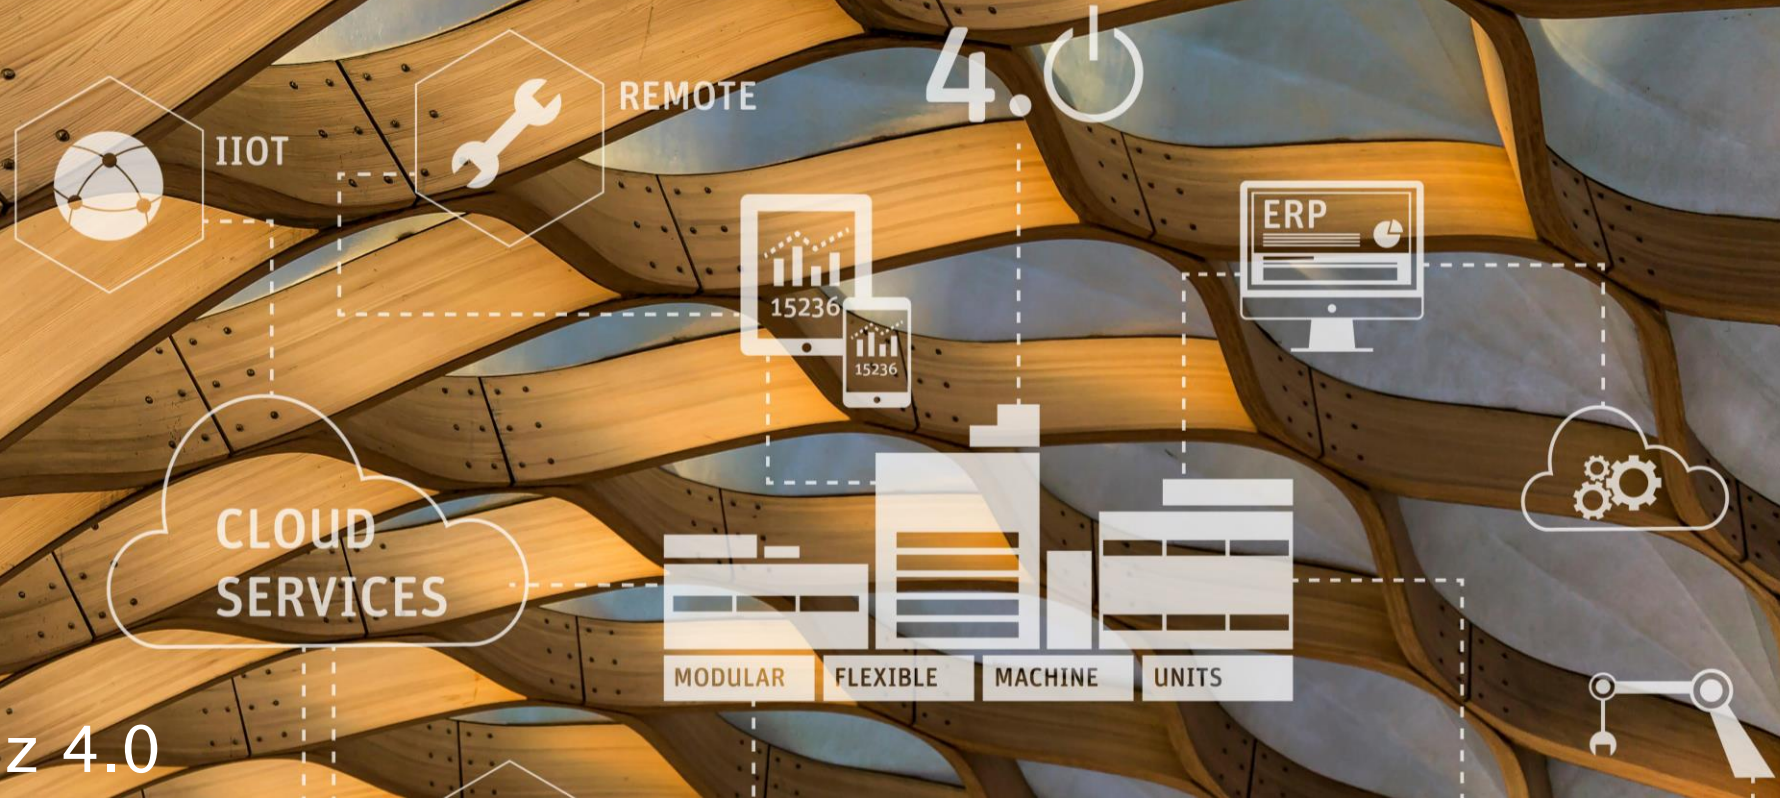 4.0
REMOTE
IIOT
ERP
15236
15236
CLOUD
SERVICES
MODULAR FLEXIBLE MACHINE UNITS
z 4.0